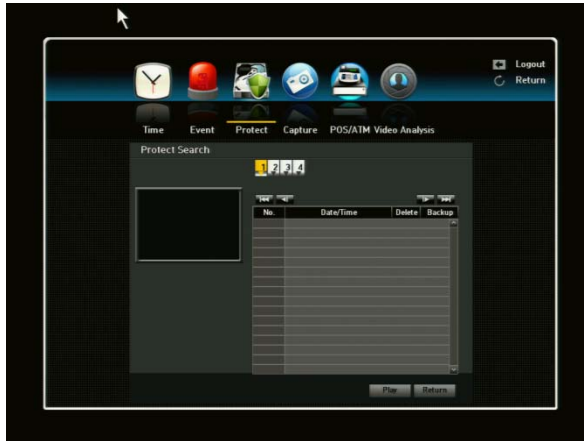 Logout
Return
Time Event Protect Capture POS/ATM Video Analysis
Protect Search
1 2 3 4
No. Date/Time Delete Backup
Play Return